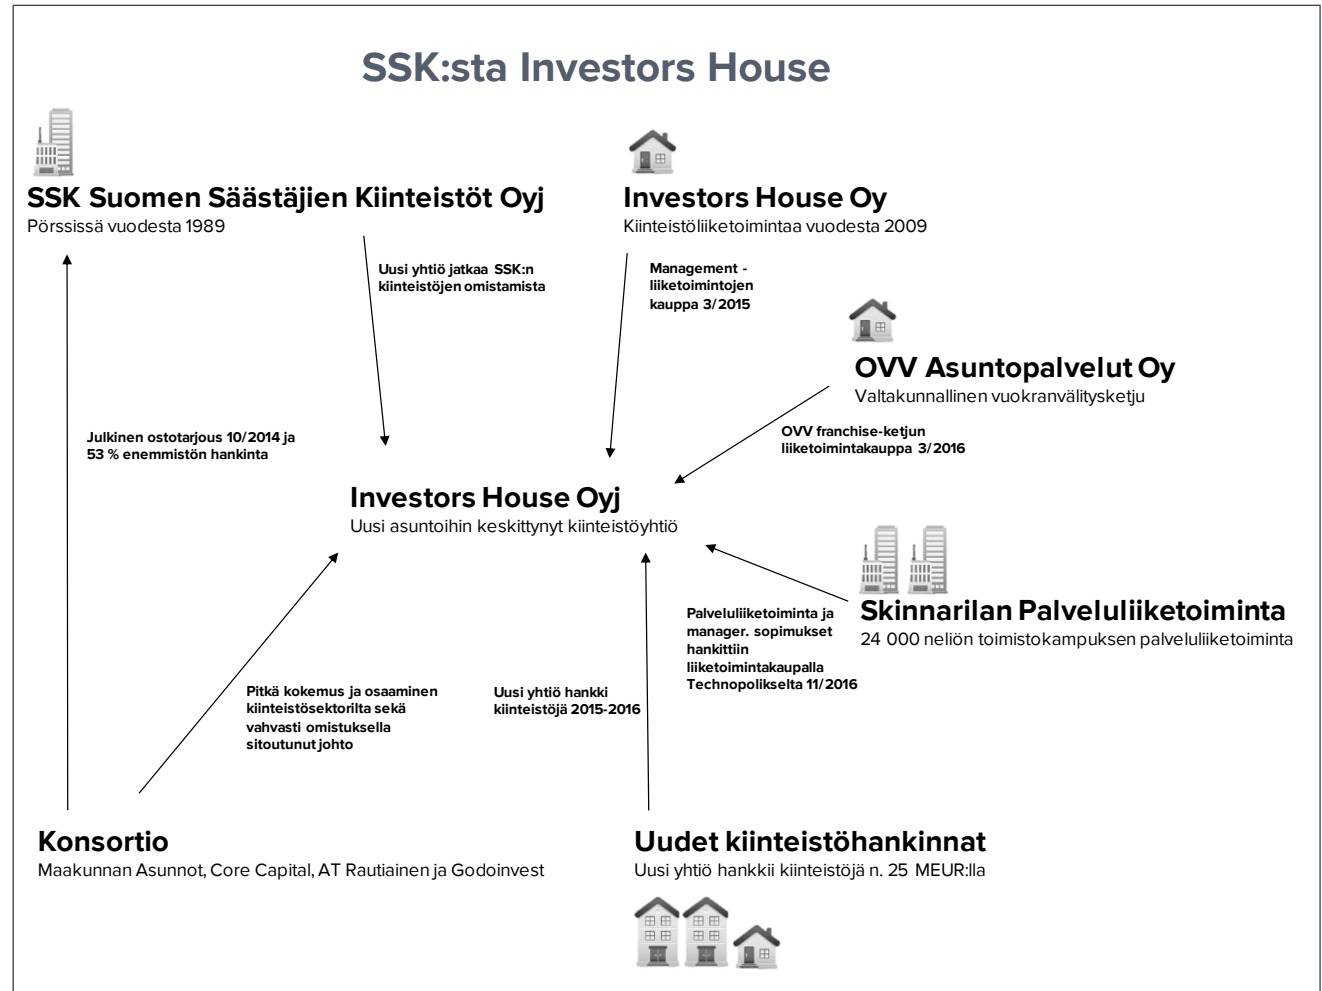 SSK:sta Investors House
SSK Suomen Säästäjien Kiinteistöt Oyj
Pörssissä vuodesta 1989
Investors House Oy
Kiinteistöliiketoimintaa vuodesta 2009
Uusi yhtiö jatkaa SSK:n
kiinteistöjen omistamista
Management -
liiketoimintojen
kauppa 3/2015
OVV Asuntopalvelut Oy
Valtakunnallinen vuokranvälitysketju
OVV franchise-ketjun
liiketoimintakauppa 3/2016
Julkinen ostotarjous 10/2014 ja
53 % enemmistön hankinta
Investors House Oyj
Uusi asuntoihin keskittynyt kiinteistöyhtiö
Skinnarilan Palveluliiketoiminta
24 000 neliön toimistokampuksen palveluliiketoiminta
Palveluliiketoiminta ja
manager. sopimukset
hankittiin
liiketoimintakaupalla
Technopolikselta 11/2016
Pitkä kokemus ja osaaminen
kiinteistösektorilta sekä
vahvasti omistuksella
sitoutunut johto
Uusi yhtiö hankki
kiinteistöjä 2015-2016
Konsortio
Maakunnan Asunnot, Core Capital, AT Rautiainen ja Godoinvest
Uudet kiinteistöhankinnat
Uusi yhtiö hankkii kiinteistöjä n. 25 MEUR:lla